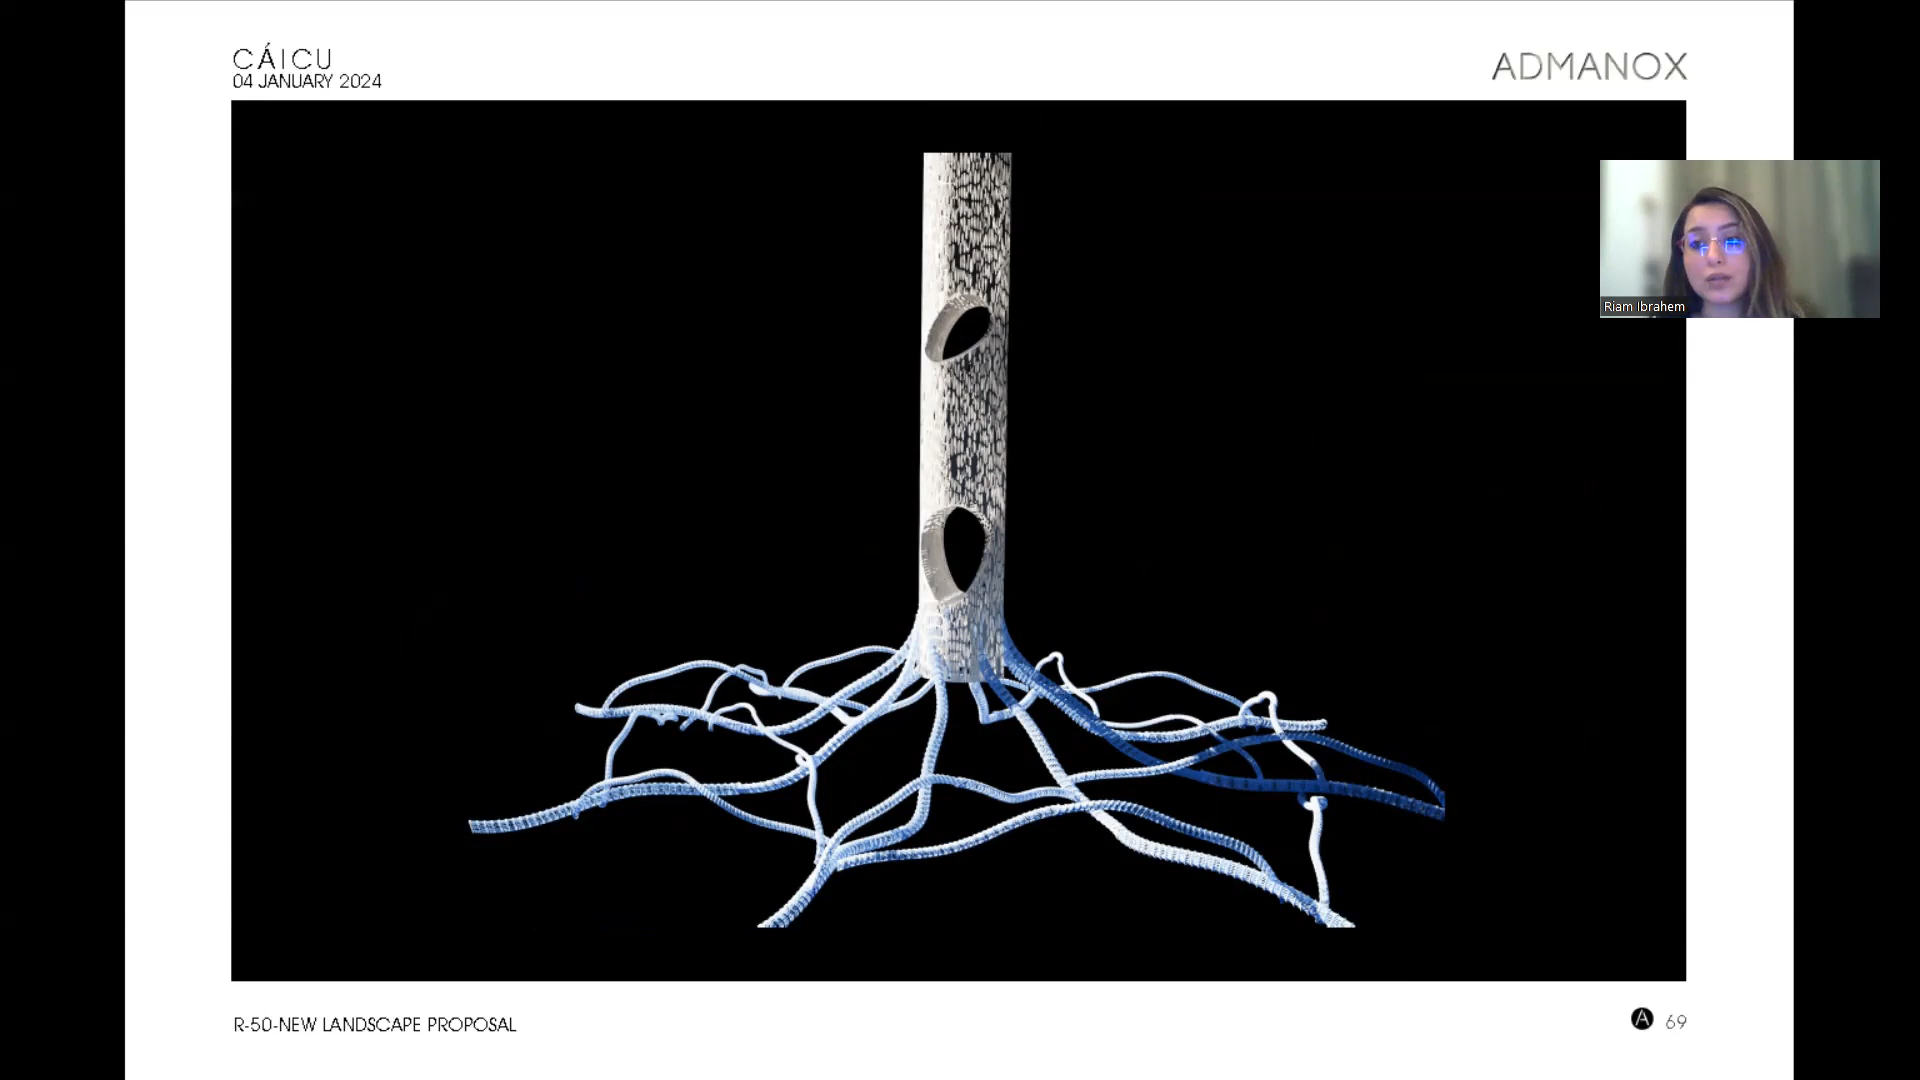 CÁICU
04 JANUARY 2024
ADMANOX
Riam Ibrahem
R-50-NEW LANDSCAPE PROPOSAL
A 69